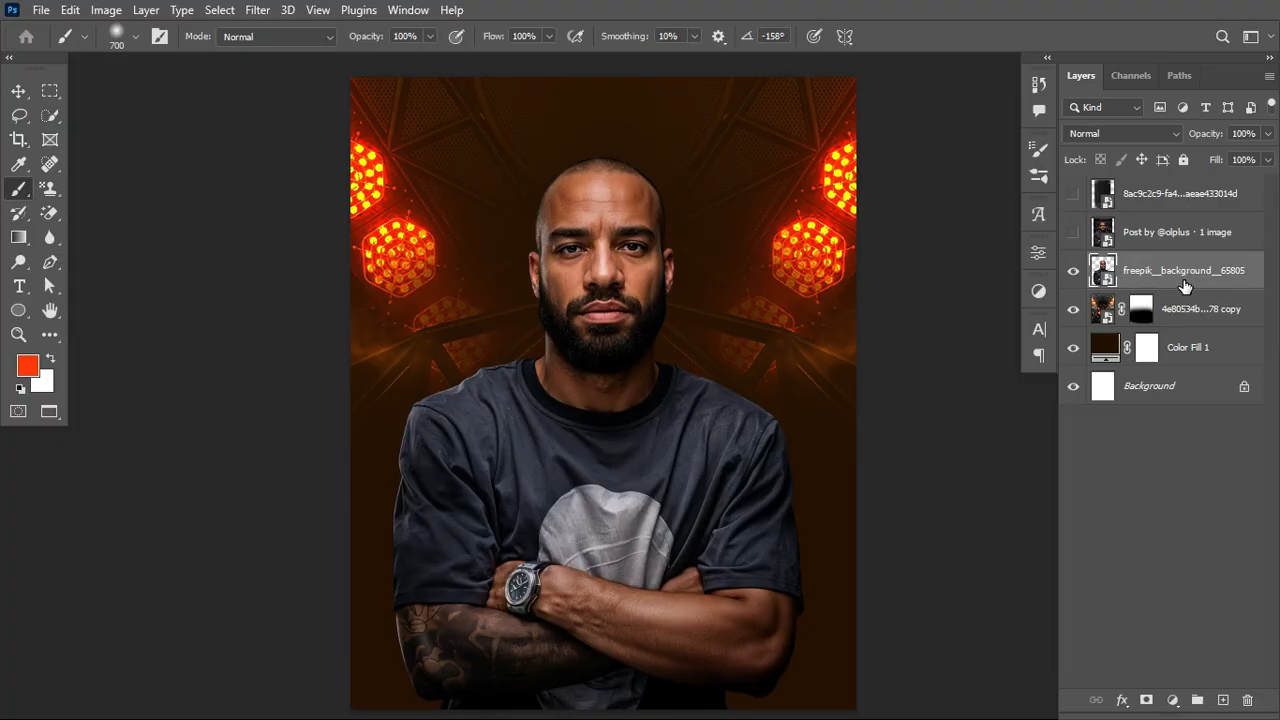 Ps File Edit Image Layer Type Select Filter 3D View Plugins Window Help
700 Mode: Normal Opacity: 100% Flow: 100% Smoothing: 10% -158°
Layers Channels Paths
Kind
Normal Opacity: 100%
Lock: Fill: 100%
8ac9c2c9-fa4...aeae433014d
Post by @olplus · 1 image
freepik__background__65805
4e80534b...78 copy
Color Fill 1
Background